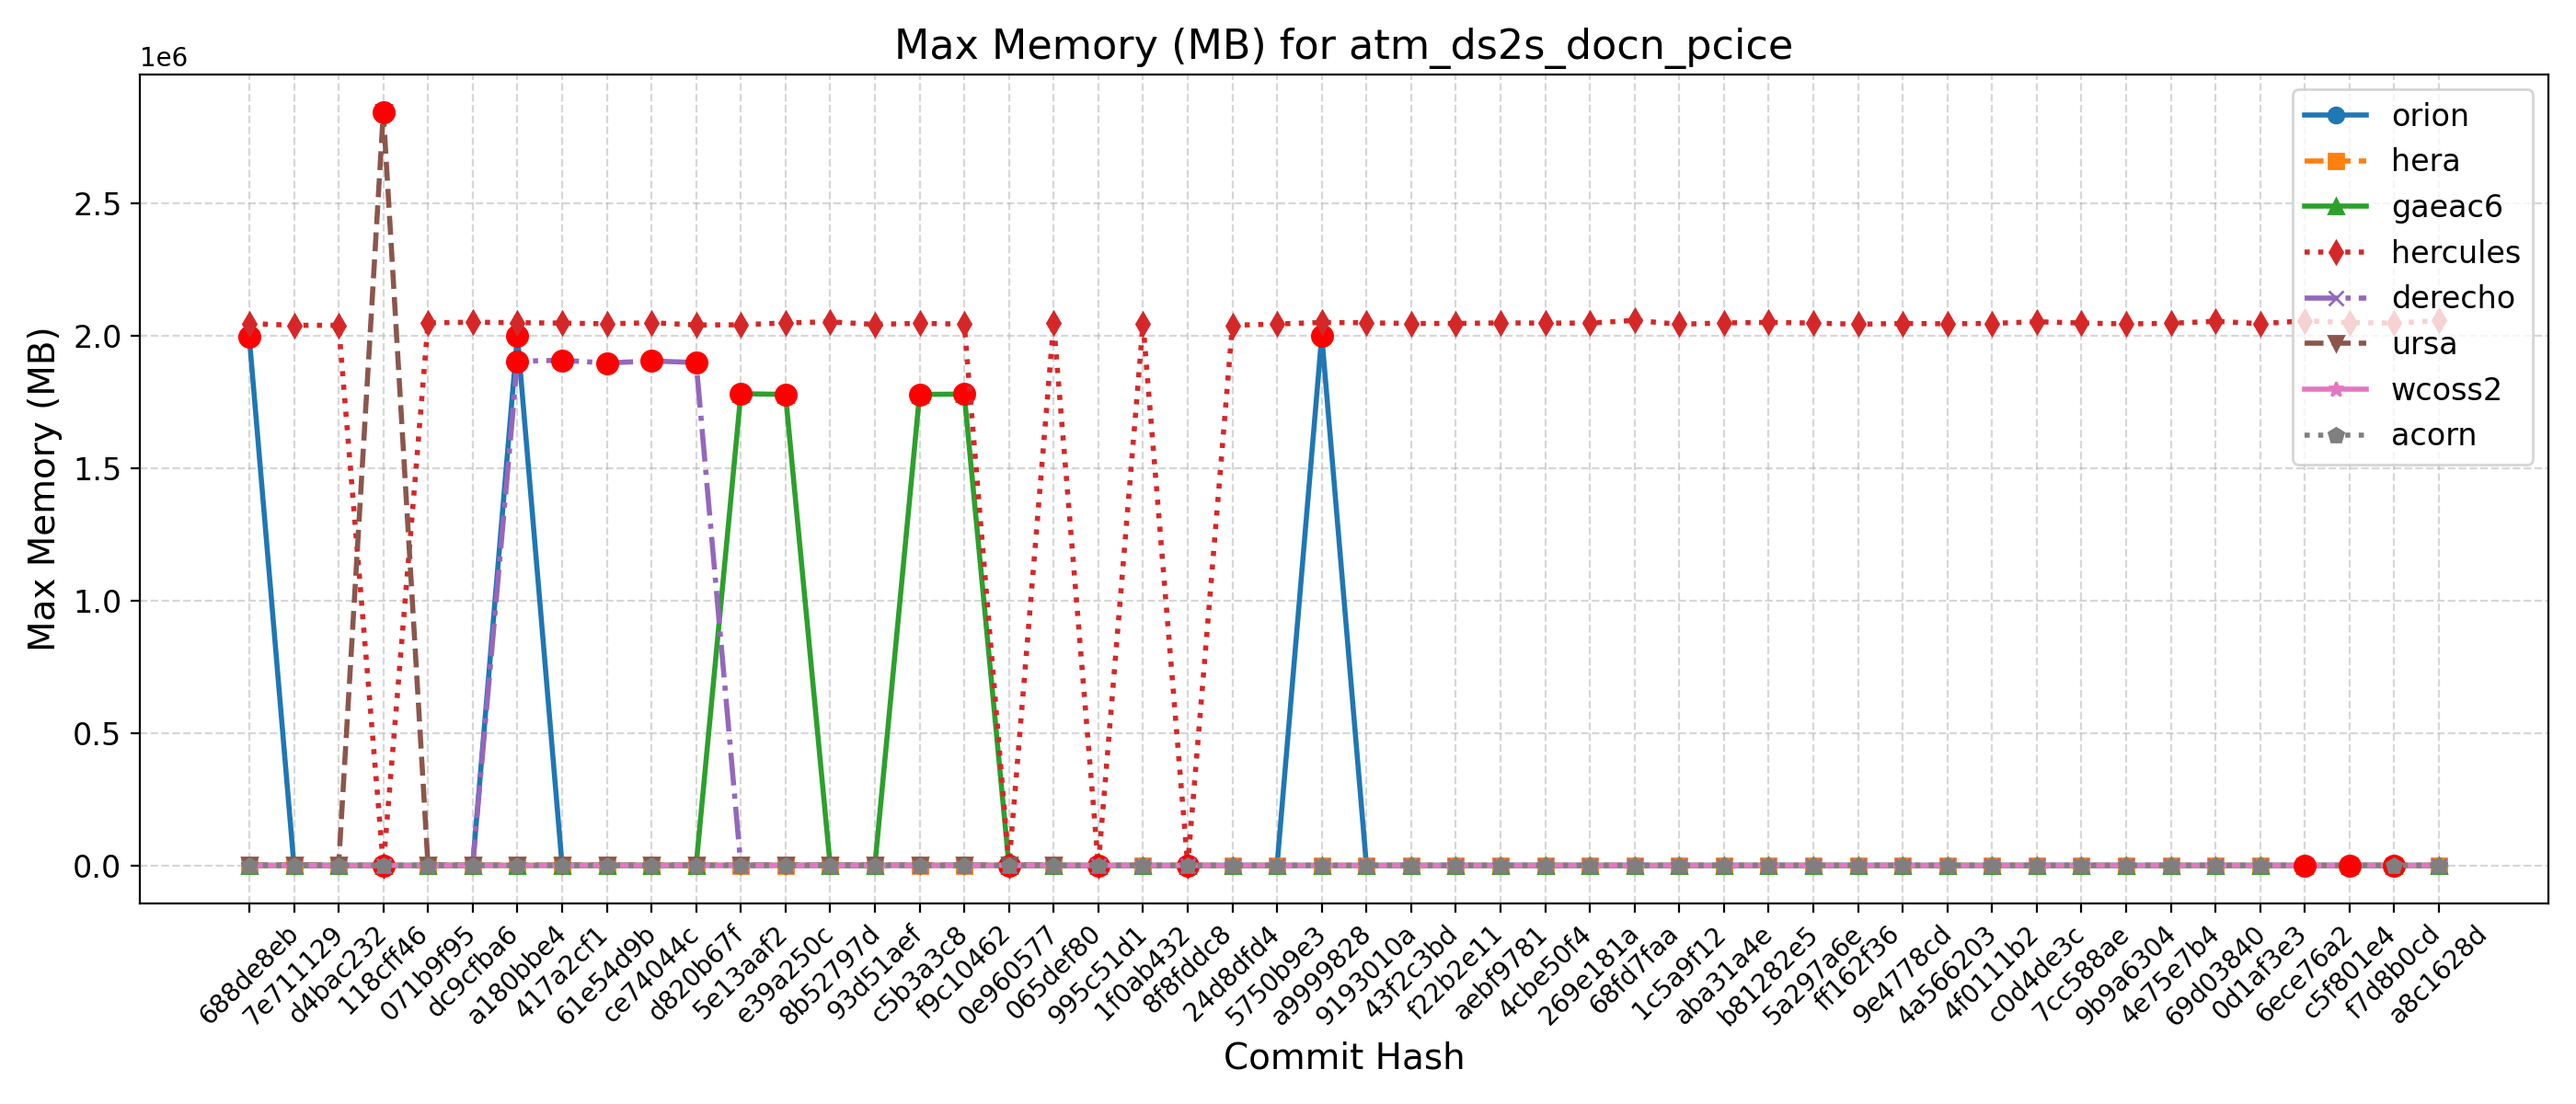 Max Memory (MB) for atm_ds2s_docn_pcice
1e6
2.5
2.0
1.5
1.0
0.5
0.0
Max Memory (MB)
orion
hera
gaeac6
hercules
derecho
ursa
wcoss2
acorn
688de8eb
7e711129
d4bac232
118cff46
071b9f95
dc9cfba6
a180bbe4
417a2cf1
61e54d9b
ce74044c
d820b67f
5e13aaf2
e39a250c
8b52797d
93d51aef
c5b3a3c8
f9c10462
0e960577
065def80
995c51d1
1f0ab432
8f8fddc8
24d8dfd4
5750b9e3
a9999828
9193010a
43f2c3bd
f22b2e11
aebf9781
4cbe50f4
269e181a
68fd7faa
1c5a9f12
aba31a4e
b81282e5
5a297a6e
ff162f36
9e4778cd
4a566203
4f0111b2
c0d4de3c
7cc588ae
9b9a6304
4e75e7b4
69d03840
0d1af3e3
6ece76a2
c5f801e4
f7d8b0cd
a8c1628d
Commit Hash